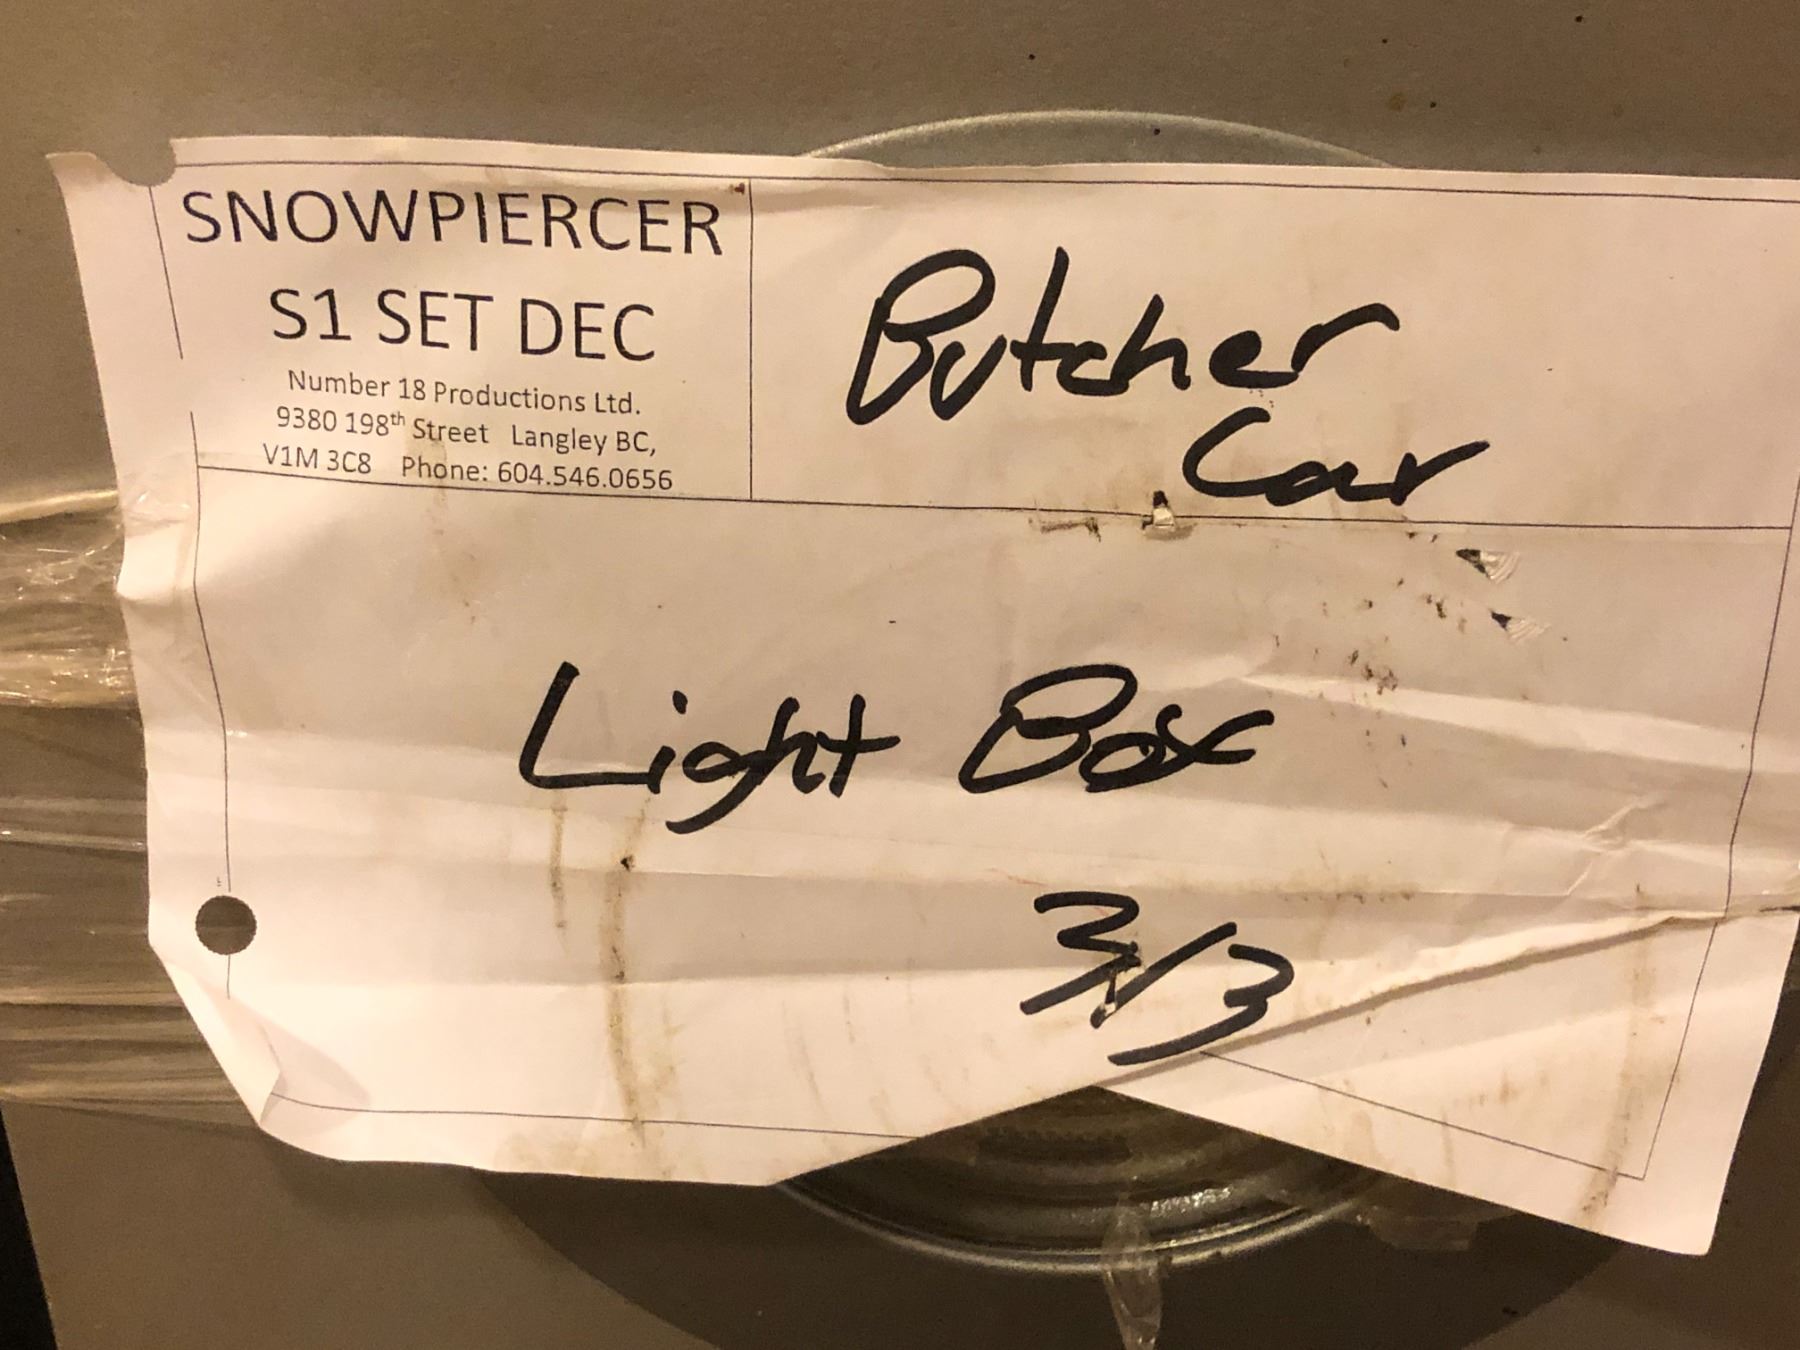 SNOWPIERCER
S1 SET DEC
Number 18 Productions Ltd.
9380 198th Street Langley BC,
V1M 3C8 Phone: 604.546.0656
Butcher
Car
Light Box
3/3